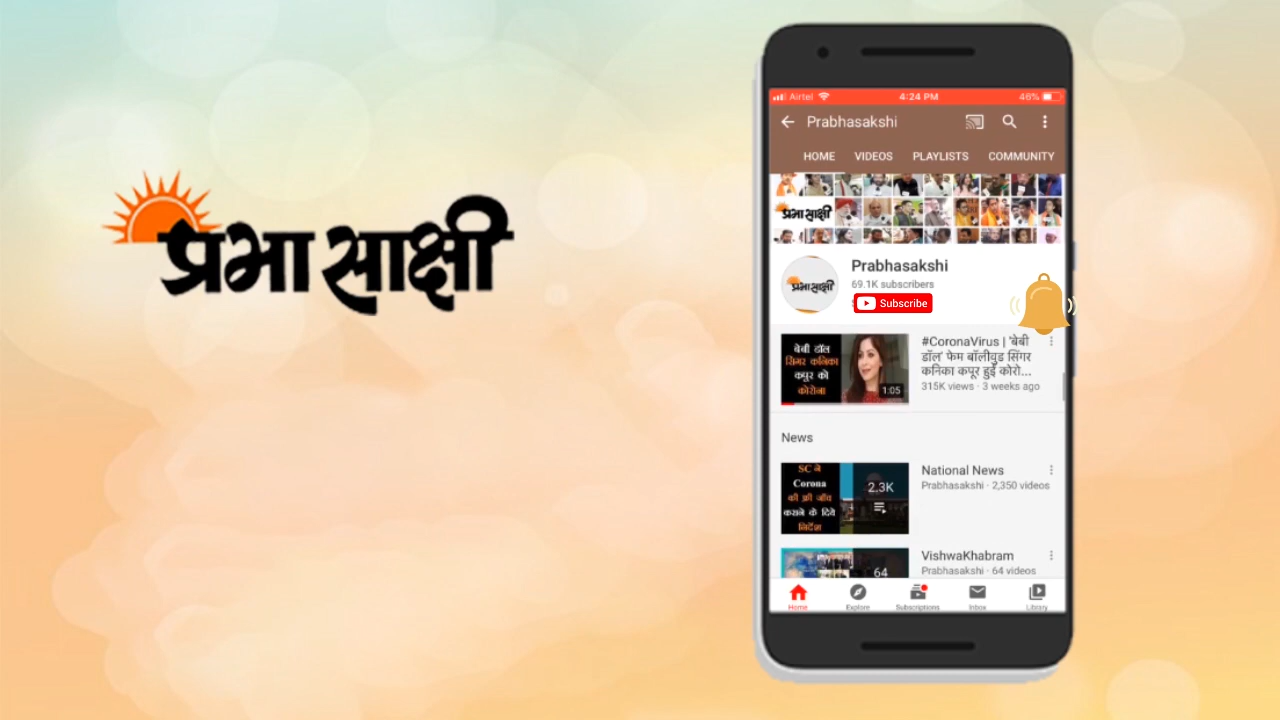 प्रभा साक्षी
Airtel 4:24 PM 46%
Prabhasakshi
HOME VIDEOS PLAYLISTS COMMUNITY
प्रभा साक्षी
Prabhasakshi
प्रभा साक्षी
69.1K subscribers
Subscribe
बेबी डॉल
सिंगर कनिका
कपूर को
कोरोना
1:05
#CoronaVirus | 'बेबी
डॉल' फेम बॉलीवुड सिंगर
कनिका कपूर हुईं कोरो...
315K views · 3 weeks ago
News
SC ने
Corona
की फ्री जाँच
कराने के दिये
निर्देश
2.3K
National News
Prabhasakshi · 2,350 videos
64
VishwaKhabram
Prabhasakshi · 64 videos
Home Explore Subscriptions Inbox Library